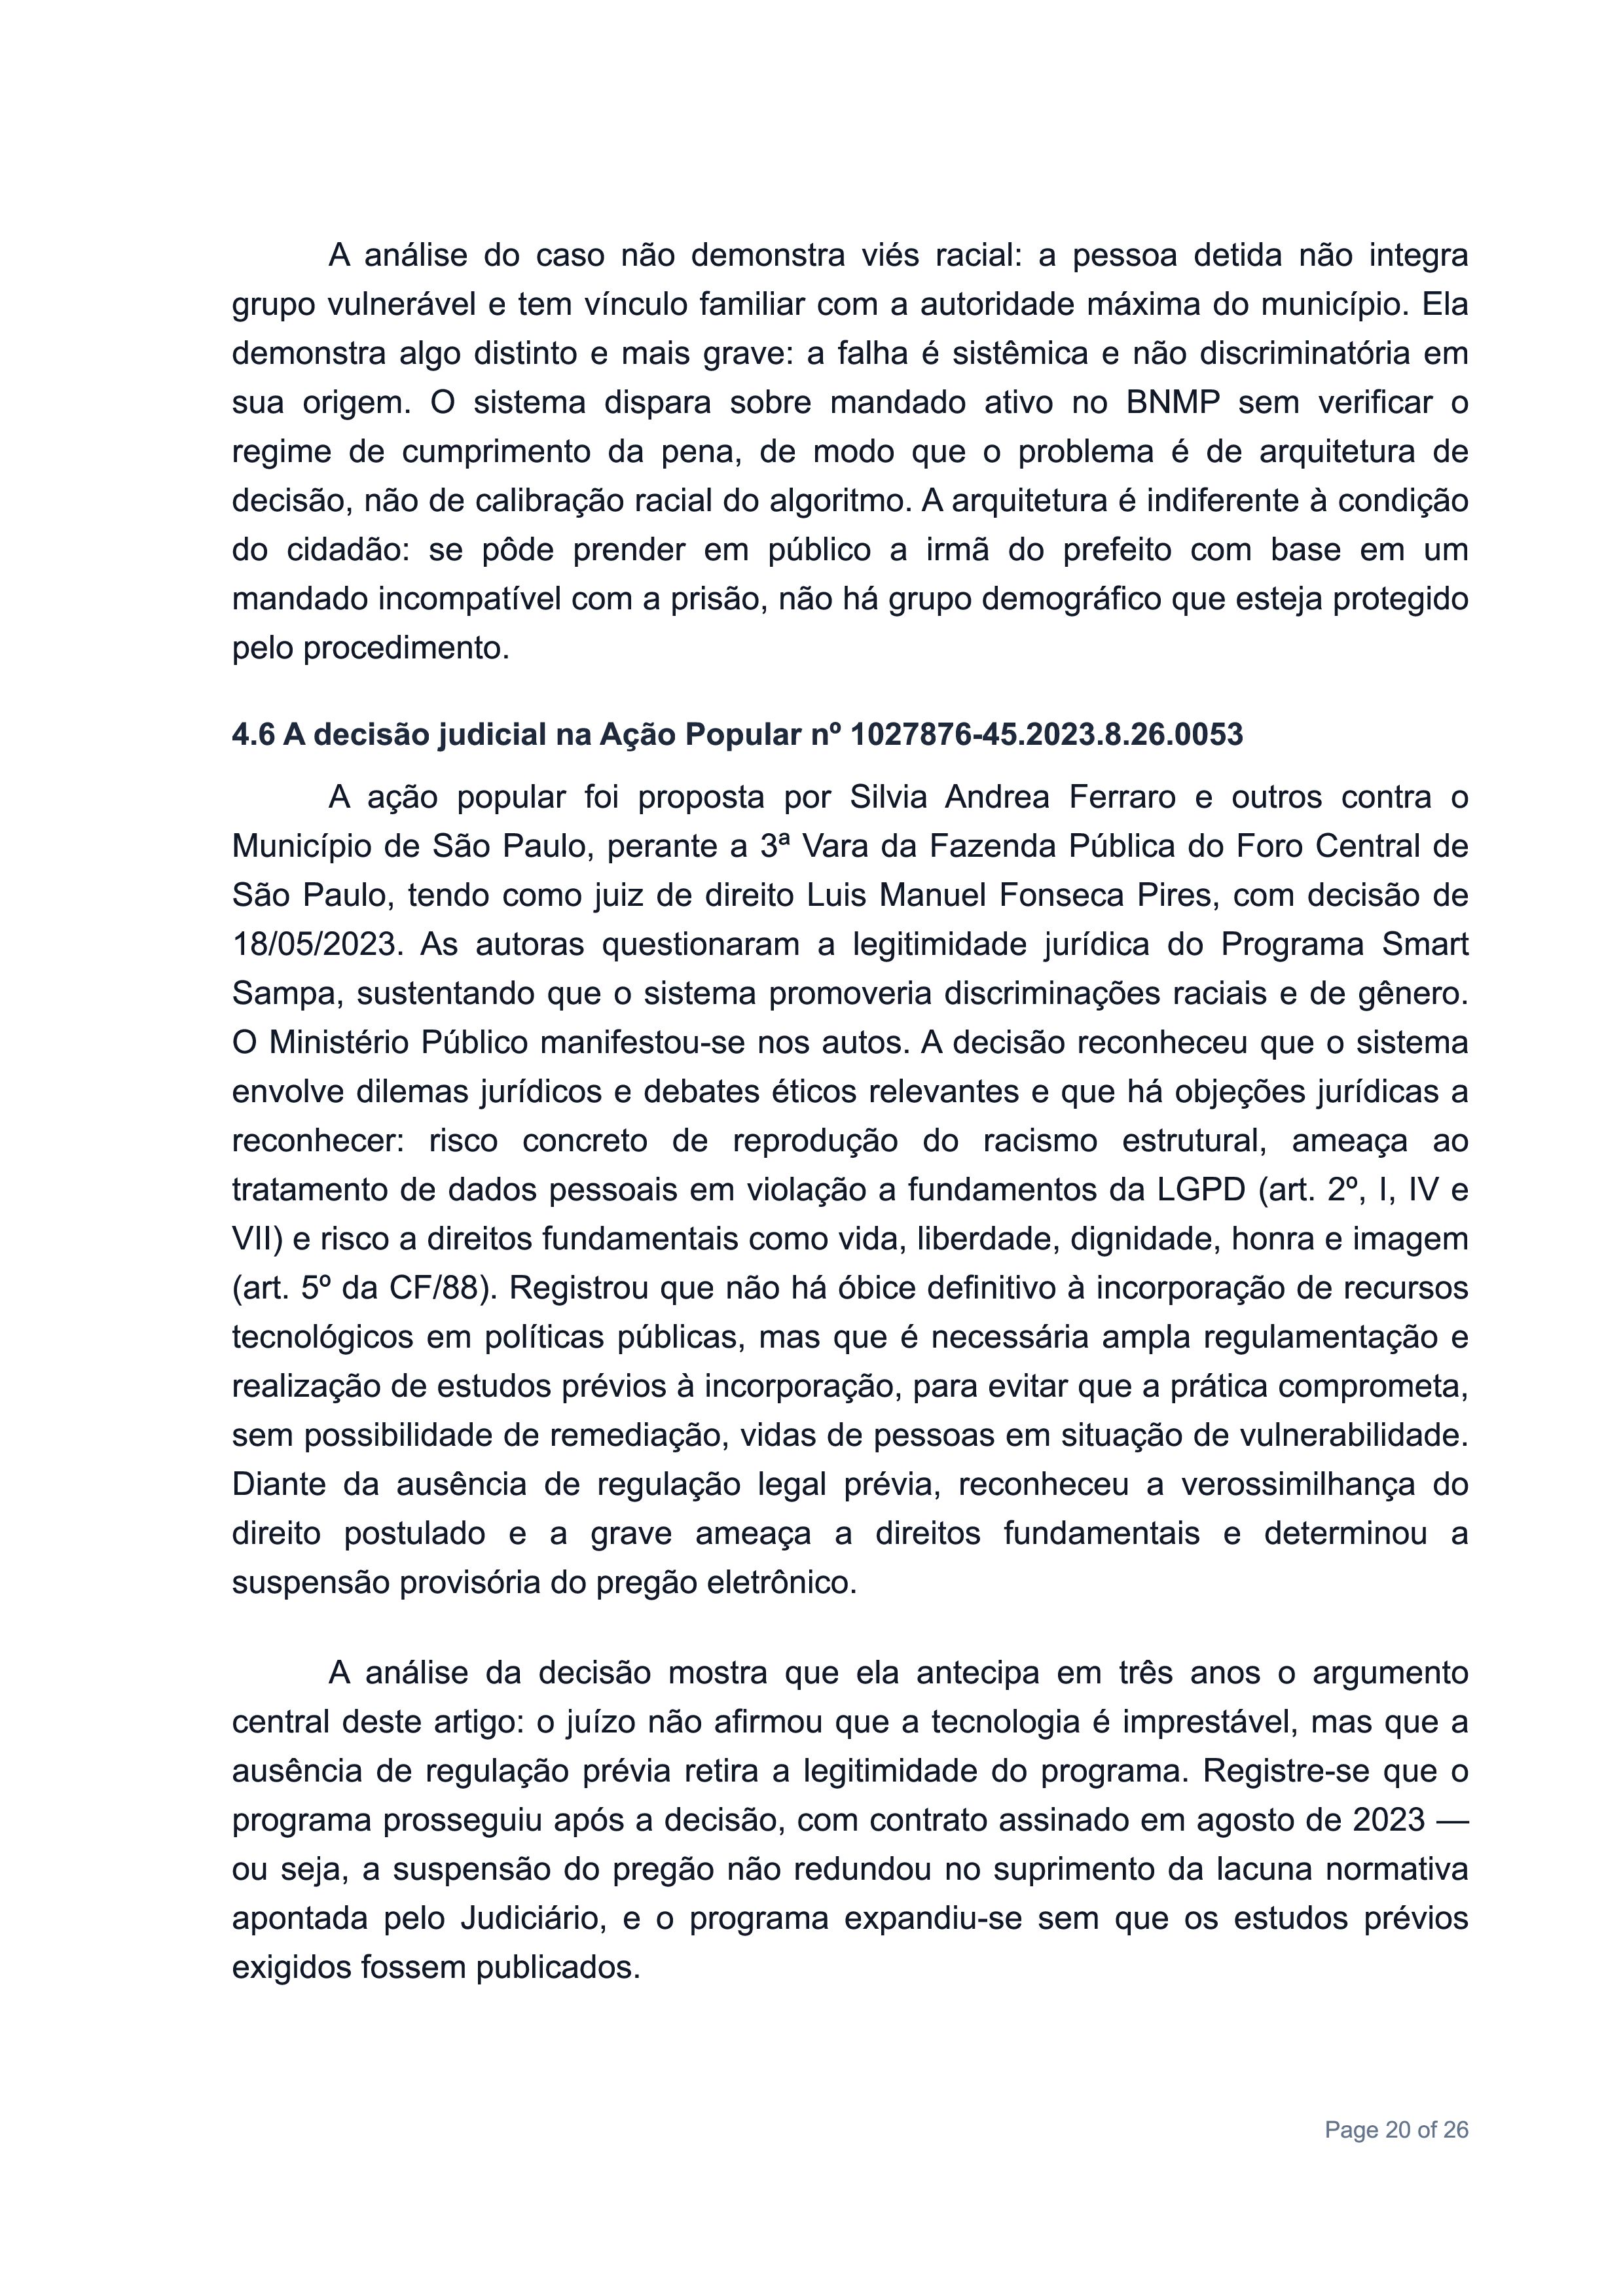 A análise do caso não demonstra viés racial: a pessoa detida não integra
grupo vulnerável e tem vínculo familiar com a autoridade máxima do município. Ela
demonstra algo distinto e mais grave: a falha é sistêmica e não discriminatória em
sua origem. O sistema dispara sobre mandado ativo no BNMP sem verificar o
regime de cumprimento da pena, de modo que o problema é de arquitetura de
decisão, não de calibração racial do algoritmo. A arquitetura é indiferente à condição
do cidadão: se pôde prender em público a irmã do prefeito com base em um
mandado incompatível com a prisão, não há grupo demográfico que esteja protegido
pelo procedimento.
4.6 A decisão judicial na Ação Popular nº 1027876-45.2023.8.26.0053
A ação popular foi proposta por Silvia Andrea Ferraro e outros contra o
Município de São Paulo, perante a 3ª Vara da Fazenda Pública do Foro Central de
São Paulo, tendo como juiz de direito Luis Manuel Fonseca Pires, com decisão de
18/05/2023. As autoras questionaram a legitimidade jurídica do Programa Smart
Sampa, sustentando que o sistema promoveria discriminações raciais e de gênero.
O Ministério Público manifestou-se nos autos. A decisão reconheceu que o sistema
envolve dilemas jurídicos e debates éticos relevantes e que há objeções jurídicas a
reconhecer: risco concreto de reprodução do racismo estrutural, ameaça ao
tratamento de dados pessoais em violação a fundamentos da LGPD (art. 2º, I, IV e
VII) e risco a direitos fundamentais como vida, liberdade, dignidade, honra e imagem
(art. 5º da CF/88). Registrou que não há óbice definitivo à incorporação de recursos
tecnológicos em políticas públicas, mas que é necessária ampla regulamentação e
realização de estudos prévios à incorporação, para evitar que a prática comprometa,
sem possibilidade de remediação, vidas de pessoas em situação de vulnerabilidade.
Diante da ausência de regulação legal prévia, reconheceu a verossimilhança do
direito postulado e a grave ameaça a direitos fundamentais e determinou a
suspensão provisória do pregão eletrônico.
A análise da decisão mostra que ela antecipa em três anos o argumento
central deste artigo: o juízo não afirmou que a tecnologia é imprestável, mas que a
ausência de regulação prévia retira a legitimidade do programa. Registre-se que o
programa prosseguiu após a decisão, com contrato assinado em agosto de 2023 —
ou seja, a suspensão do pregão não redundou no suprimento da lacuna normativa
apontada pelo Judiciário, e o programa expandiu-se sem que os estudos prévios
exigidos fossem publicados.
Page 20 of 26